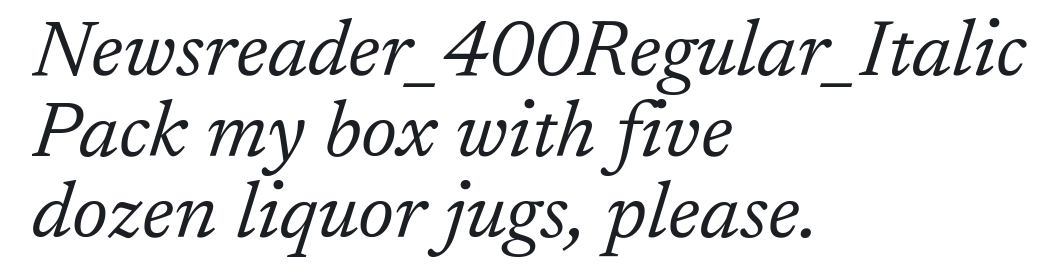 Newsreader_400Regular_Italic
Pack my box with five
dozen liquor jugs, please.